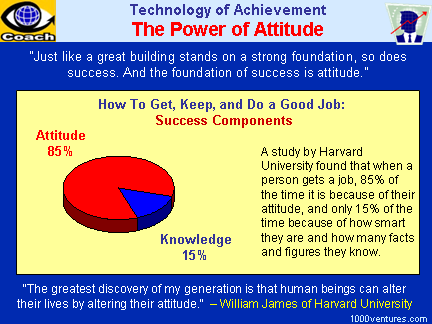 Coach
Technology of Achievement
The Power of Attitude
"Just like a great building stands on a strong foundation, so does
success. And the foundation of success is attitude."
How To Get, Keep, and Do a Good Job:
Success Components
Attitude
85%
Knowledge
15%
A study by Harvard
University found that when a
person gets a job, 85% of
the time it is because of their
attitude, and only 15% of the
time because of how smart
they are and how many facts
and figures they know.
"The greatest discovery of my generation is that human beings can alter
their lives by altering their attitude." – William James of Harvard University
1000ventures.com